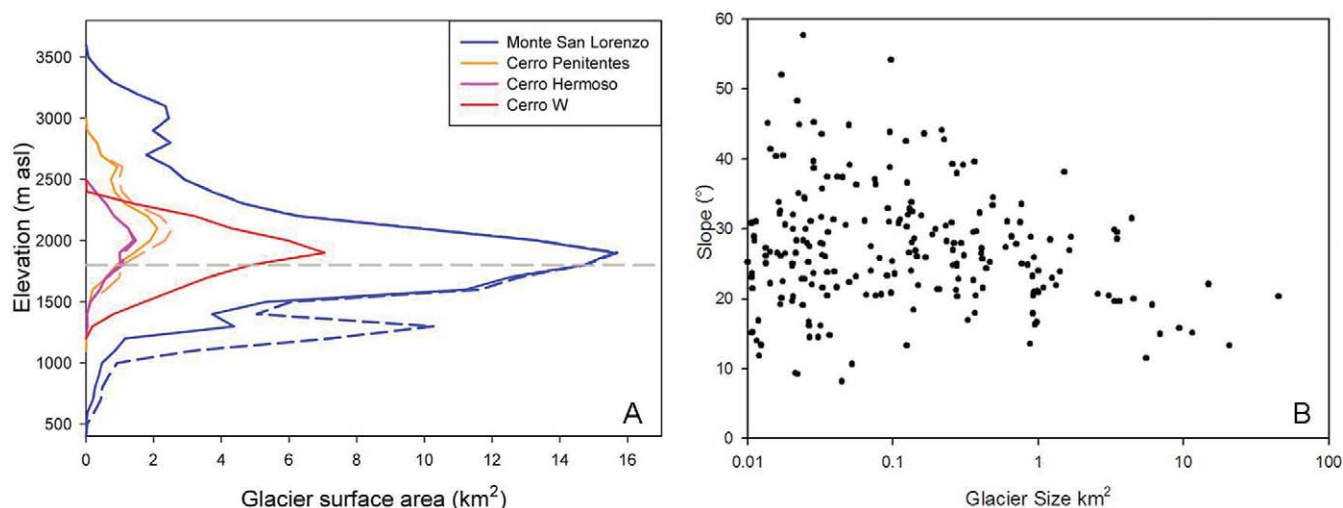 3500
3000
2500
2000
1500
1000
500
Elevation (m asl)
0 2 4 6 8 10 12 14 16
Glacier surface area (km²)
Monte San Lorenzo
Cerro Penitentes
Cerro Hermoso
Cerro W
A
60
50
40
30
20
10
0
Slope (°)
0.01 0.1 1 10 100
Glacier Size km²
B